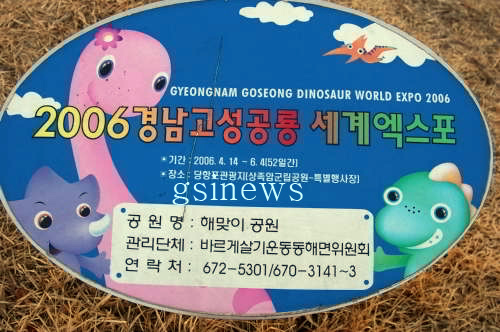 GYEONGNAM GOSEONG DINOSAUR WORLD EXPO 2006
2006경남고성공룡 세계엑스포
* 기간 : 2006. 4. 14 ~ 6. 4(52일간)
* 장소 : 당항포관광지(상족암군립공원~특별행사장)
gsinews
공 원 명 : 해맞이 공원
관리단체 : 바르게살기운동동해면위원회
연 락 처 : 672-5301/670-3141~3